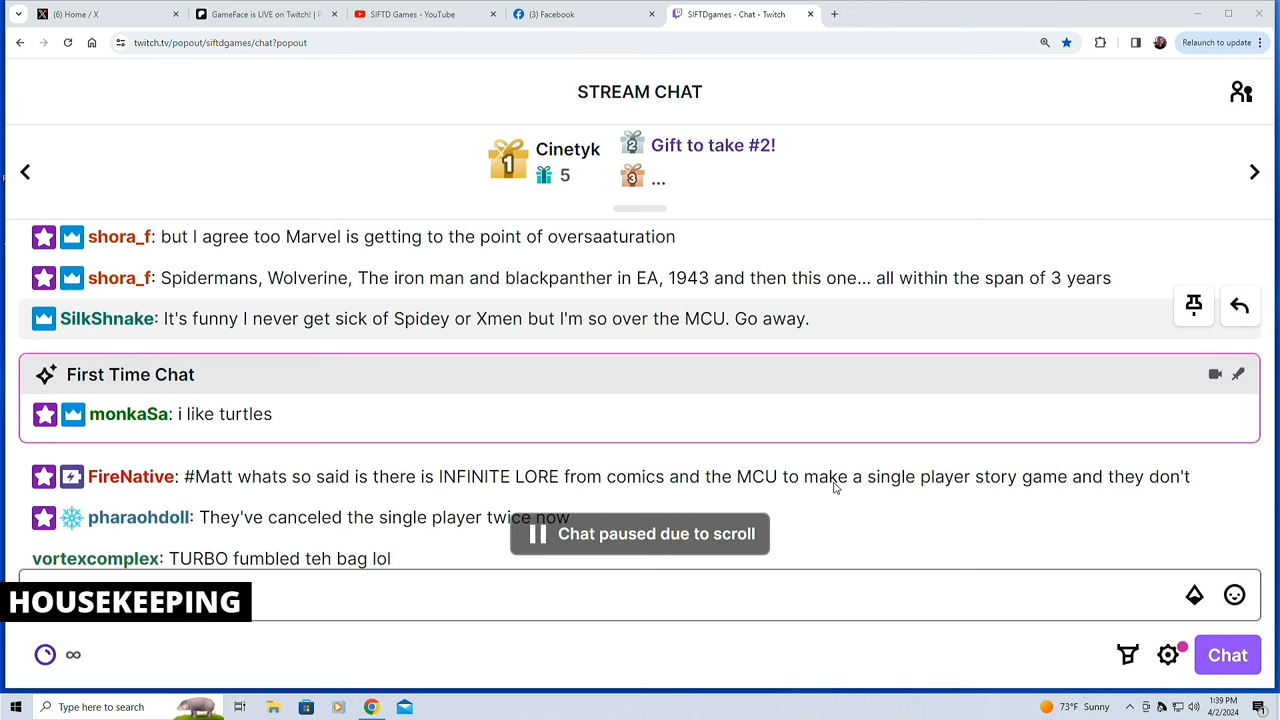 (6) Home / X
GameFace is LIVE on Twitch! |
SIFTD Games - YouTube
(3) Facebook
SIFTDgames - Chat - Twitch
twitch.tv/popout/siftdgames/chat?popout
Relaunch to update
STREAM CHAT
1 Cinetyk
5
2 Gift to take #2!
3 ...
shora_f: but I agree too Marvel is getting to the point of oversaaturation
shora_f: Spidermans, Wolverine, The iron man and blackpanther in EA, 1943 and then this one... all within the span of 3 years
SilkShnake: It's funny I never get sick of Spidey or Xmen but I'm so over the MCU. Go away.
First Time Chat
monkaSa: i like turtles
FireNative: #Matt whats so said is there is INFINITE LORE from comics and the MCU to make a single player story game and they don't
pharaohdoll: They've canceled the single player twice now
Chat paused due to scroll
vortexcomplex: TURBO fumbled teh bag lol
HOUSEKEEPING
∞
Chat
Type here to search
73°F Sunny
1:39 PM
4/2/2024